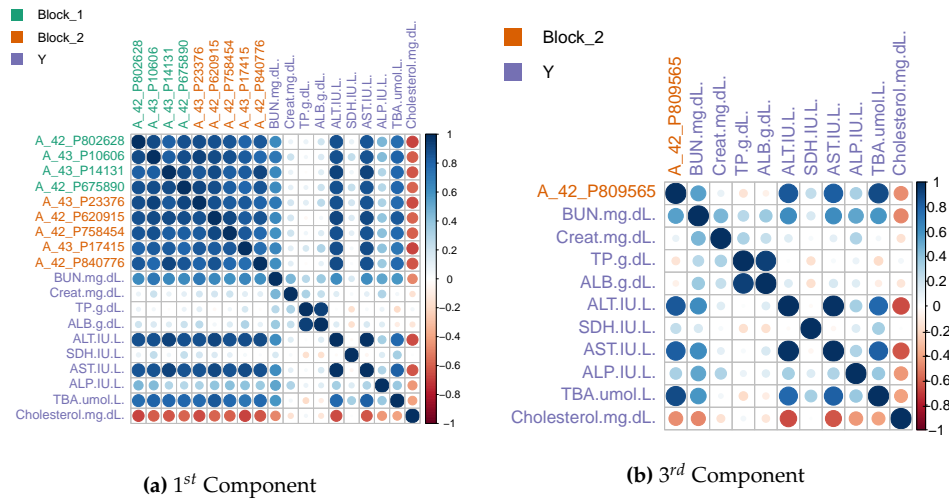 Block_1
Block_2
Y
A_42_P802628
A_43_P10606
A_43_P14131
A_42_P675890
A_43_P23376
A_42_P620915
A_42_P758454
A_43_P17415
A_42_P840776
BUN.mg.dL.
Creat.mg.dL.
TP.g.dL.
ALB.g.dL.
ALT.IU.L.
SDH.IU.L.
AST.IU.L.
ALP.IU.L.
TBA.umol.L.
Cholesterol.mg.dL.
A_42_P802628
A_43_P10606
A_43_P14131
A_42_P675890
A_43_P23376
A_42_P620915
A_42_P758454
A_43_P17415
A_42_P840776
BUN.mg.dL.
Creat.mg.dL.
TP.g.dL.
ALB.g.dL.
ALT.IU.L.
SDH.IU.L.
AST.IU.L.
ALP.IU.L.
TBA.umol.L.
Cholesterol.mg.dL.
1
0.8
0.6
0.4
0.2
0
−0.2
−0.4
−0.6
−0.8
−1
(a) 1st Component
Block_2
Y
A_42_P809565
BUN.mg.dL.
Creat.mg.dL.
TP.g.dL.
ALB.g.dL.
ALT.IU.L.
SDH.IU.L.
AST.IU.L.
ALP.IU.L.
TBA.umol.L.
Cholesterol.mg.dL.
A_42_P809565
BUN.mg.dL.
Creat.mg.dL.
TP.g.dL.
ALB.g.dL.
ALT.IU.L.
SDH.IU.L.
AST.IU.L.
ALP.IU.L.
TBA.umol.L.
Cholesterol.mg.dL.
1
0.8
0.6
0.4
0.2
0
−0.2
−0.4
−0.6
−0.8
−1
(b) 3rd Component